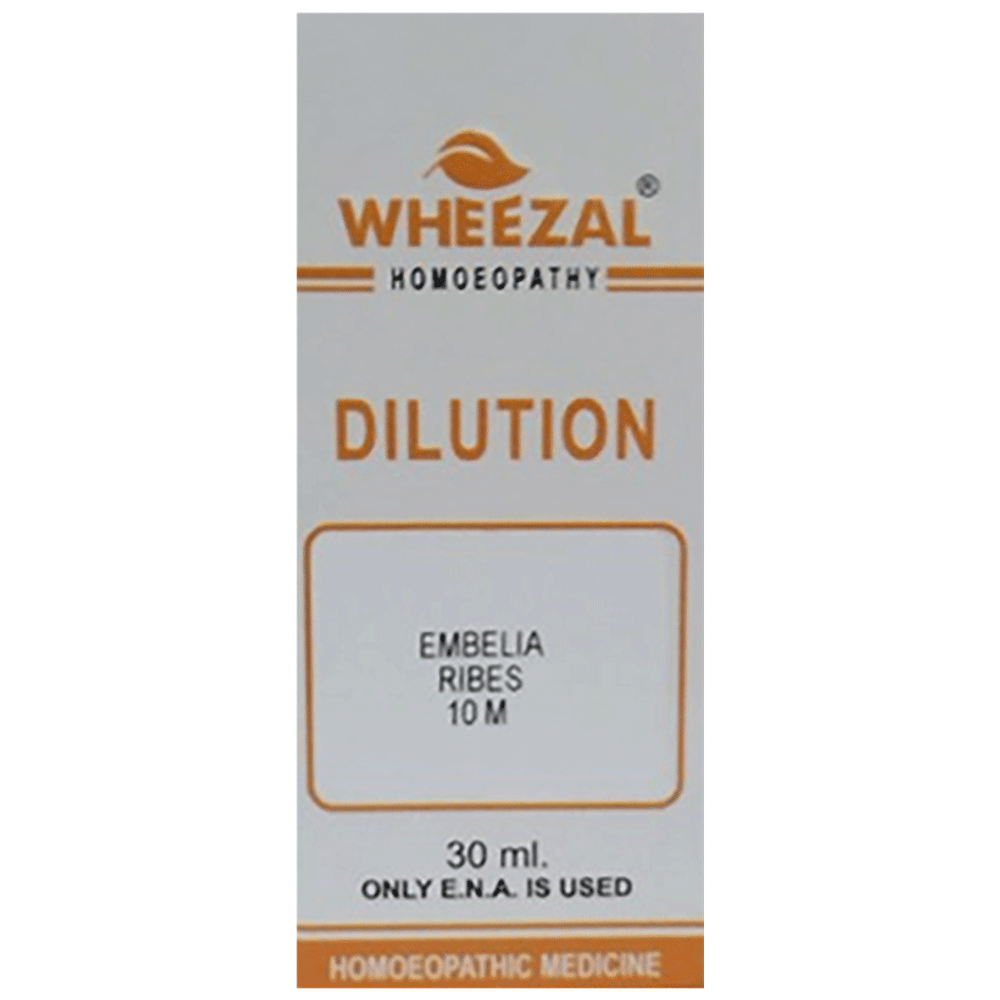 WHEEZAL®
HOMOEOPATHY
DILUTION
EMBELIA
RIBES
10 M
30 ml.
ONLY E.N.A. IS USED
HOMOEOPATHIC MEDICINE